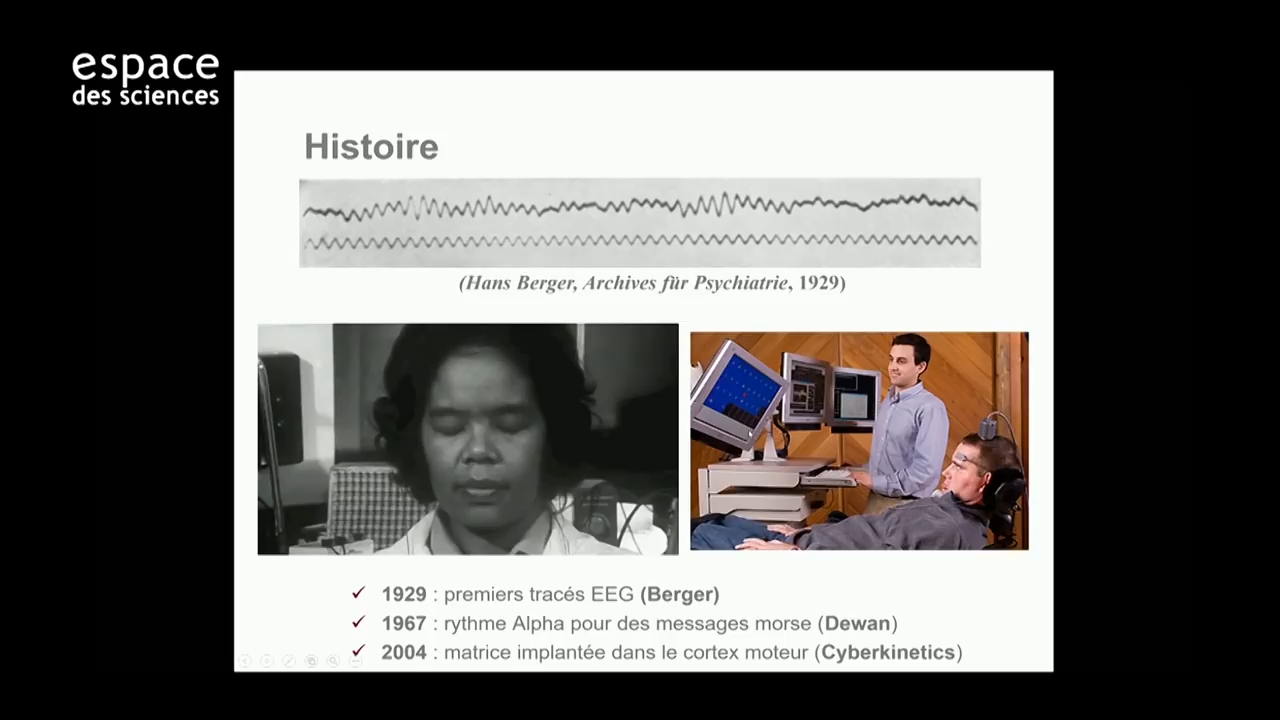 espace
des sciences
Histoire
(Hans Berger, Archives für Psychiatrie, 1929)
1929 : premiers tracés EEG (Berger)
1967 : rythme Alpha pour des messages morse (Dewan)
2004 : matrice implantée dans le cortex moteur (Cyberkinetics)